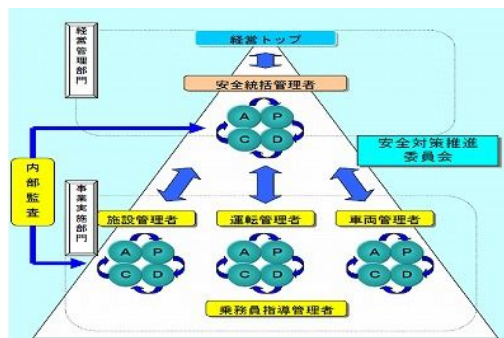 経営トップ
経営管理部門
安全統括管理者
A P
C D
安全対策推進
委員会
内部監査
事業実施部門
施設管理者
運転管理者
車両管理者
A P
C D
A P
C D
A P
C D
乗務員指導管理者